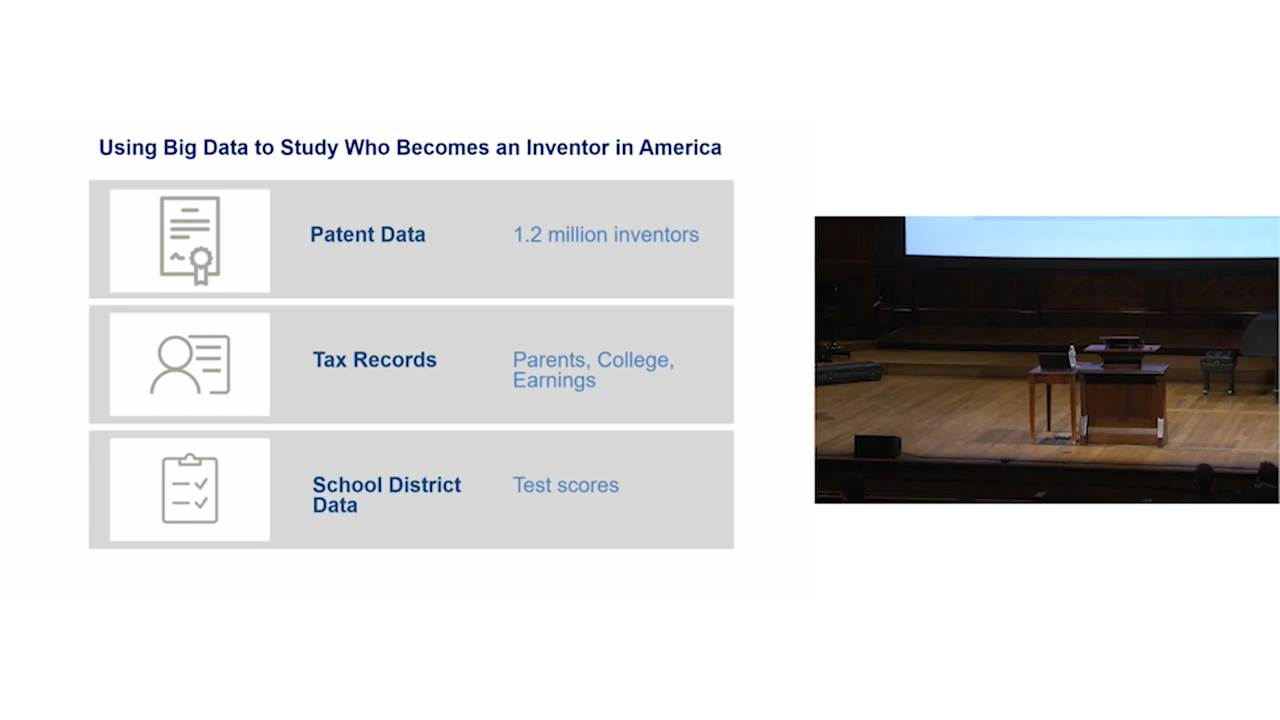 Using Big Data to Study Who Becomes an Inventor in America
Patent Data
1.2 million inventors
Tax Records
Parents, College,
Earnings
School District
Data
Test scores